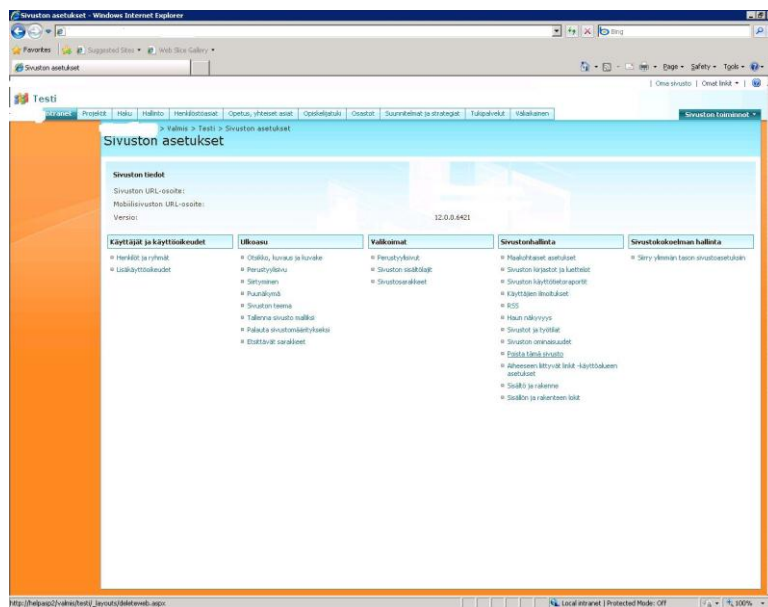 Sivuston asetukset - Windows Internet Explorer
Bing
Favorites Suggested Sites Web Slice Gallery
Sivuston asetukset
Page Safety Tools
Oma sivusto | Omat linkit
Testi
Intranet Projektit Haku Hallinto Henkilöstöasiat Opetus, yhteiset asiat Opiskelijatuki Osastot Suunnitelmat ja strategiat Tukipalvelut Väliaikainen Sivuston toiminnot
> Valmis > Testi > Sivuston asetukset
Sivuston asetukset
Sivuston tiedot
Sivuston URL-osoite:
Mobiilisivuston URL-osoite:
Versio: 12.0.0.6421
Käyttäjät ja käyttöoikeudet
Henkilöt ja ryhmät
Lisäkäyttöoikeudet
Ulkoasu
Otsikko, kuvaus ja kuvake
Perustyylisivu
Siirtyminen
Puunäkymä
Sivuston teema
Tallenna sivusto malliksi
Palauta sivustomääritykseksi
Etsittävät sarakkeet
Valikoimat
Perustyylisivut
Sivuston sisältölajit
Sivustosarakkeet
Sivustonhallinta
Maakohtaiset asetukset
Sivuston kirjastot ja luettelot
Sivuston käyttötietoraportit
Käyttäjien ilmoitukset
RSS
Haun näkyvyys
Sivustot ja työtilat
Sivuston ominaisuudet
Poista tämä sivusto
Aiheeseen liittyvät linkit -käyttöalueen
asetukset
Sisältö ja rakenne
Sisällön ja rakenteen lokit
Sivustokokoelman hallinta
Siirry ylimmän tason sivustoasetuksiin
http://helpasp2/valmis/testi/_layouts/deleteweb.aspx Local intranet | Protected Mode: Off 100%